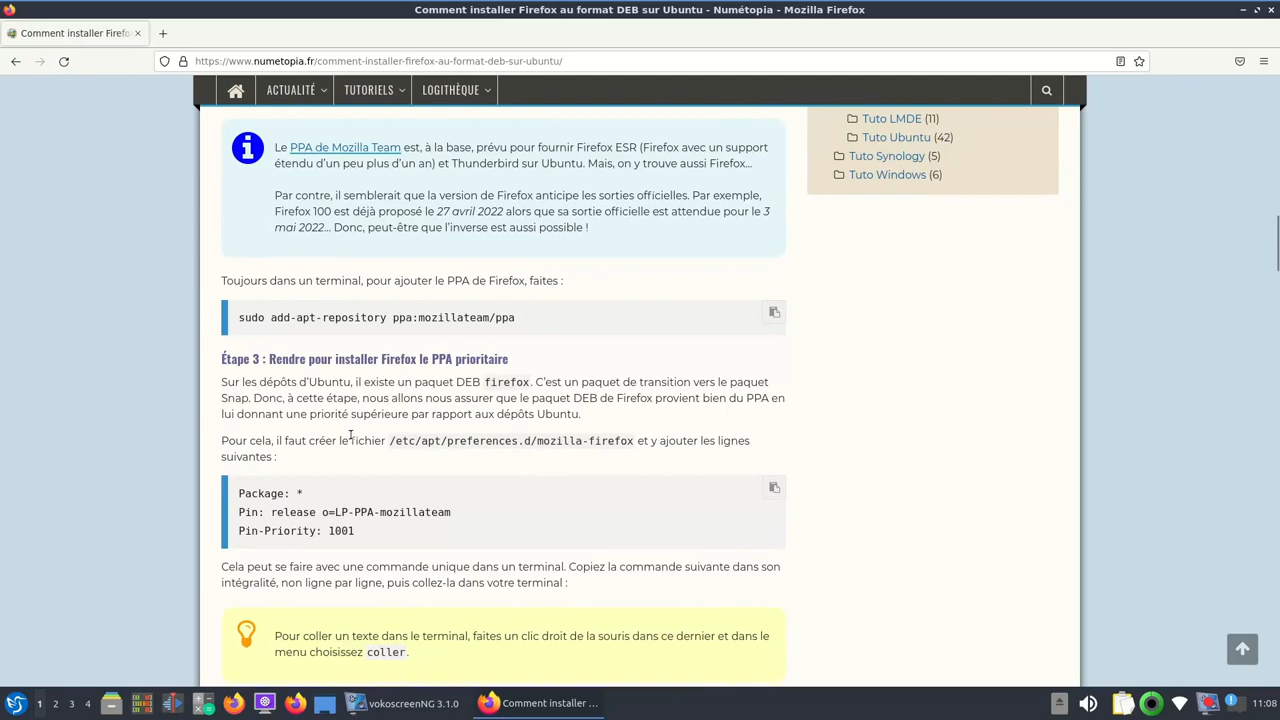 Comment installer Firefox au format DEB sur Ubuntu - Numétopia - Mozilla Firefox
Comment installer Firefo
https://www.numetopia.fr/comment-installer-firefox-au-format-deb-sur-ubuntu/
ACTUALITÉ TUTORIELS LOGITHÈQUE
Le PPA de Mozilla Team est, à la base, prévu pour fournir Firefox ESR (Firefox avec un support
étendu d'un peu plus d'un an) et Thunderbird sur Ubuntu. Mais, on y trouve aussi Firefox...
Par contre, il semblerait que la version de Firefox anticipe les sorties officielles. Par exemple,
Firefox 100 est déjà proposé le 27 avril 2022 alors que sa sortie officielle est attendue pour le 3
mai 2022... Donc, peut-être que l'inverse est aussi possible !
Toujours dans un terminal, pour ajouter le PPA de Firefox, faites :
sudo add-apt-repository ppa:mozillateam/ppa
Étape 3 : Rendre pour installer Firefox le PPA prioritaire
Sur les dépôts d'Ubuntu, il existe un paquet DEB firefox. C'est un paquet de transition vers le paquet
Snap. Donc, à cette étape, nous allons nous assurer que le paquet DEB de Firefox provient bien du PPA en
lui donnant une priorité supérieure par rapport aux dépôts Ubuntu.
Pour cela, il faut créer le fichier /etc/apt/preferences.d/mozilla-firefox et y ajouter les lignes
suivantes :
Package: *
Pin: release o=LP-PPA-mozillateam
Pin-Priority: 1001
Cela peut se faire avec une commande unique dans un terminal. Copiez la commande suivante dans son
intégralité, non ligne par ligne, puis collez-la dans votre terminal :
Pour coller un texte dans le terminal, faites un clic droit de la souris dans ce dernier et dans le
menu choisissez coller.
Tuto LMDE (11)
Tuto Ubuntu (42)
Tuto Synology (5)
Tuto Windows (6)
1 2 3 4 vokoscreenNG 3.1.0 Comment installer ... 11:08